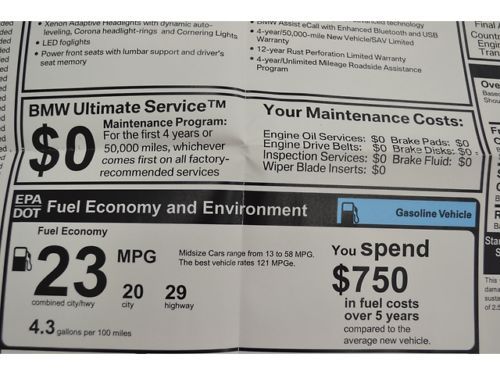 Xenon Adaptive Headlights with dynamic auto-
leveling, Corona headlight-rings and Cornering Lights
• LED foglights
• Power front seats with lumbar support and driver's
seat memory
advanced technology
• BMW Assist eCall with Enhanced Bluetooth and USB
• 4-year/50,000-mile New Vehicle/SAV Limited
Warranty
• 12-year Rust Perforation Limited Warranty
• 4-year/Unlimited Mileage Roadside Assistance
Program
BMW Ultimate Service™
$0
Maintenance Program:
For the first 4 years or
50,000 miles, whichever
comes first on all factory-
recommended services
Your Maintenance Costs:
Engine Oil Services: $0 Brake Pads: $0
Engine Drive Belts: $0 Brake Disks: $0
Inspection Services: $0 Brake Fluid: $0
Wiper Blade Inserts: $0
EPA
DOT
Fuel Economy and Environment
Gasoline Vehicle
Fuel Economy
23 MPG
combined city/hwy
20
city
29
highway
4.3 gallons per 100 miles
Midsize Cars range from 13 to 58 MPG.
The best vehicle rates 121 MPGe.
You spend
$750
in fuel costs
over 5 years
compared to the
average new vehicle.